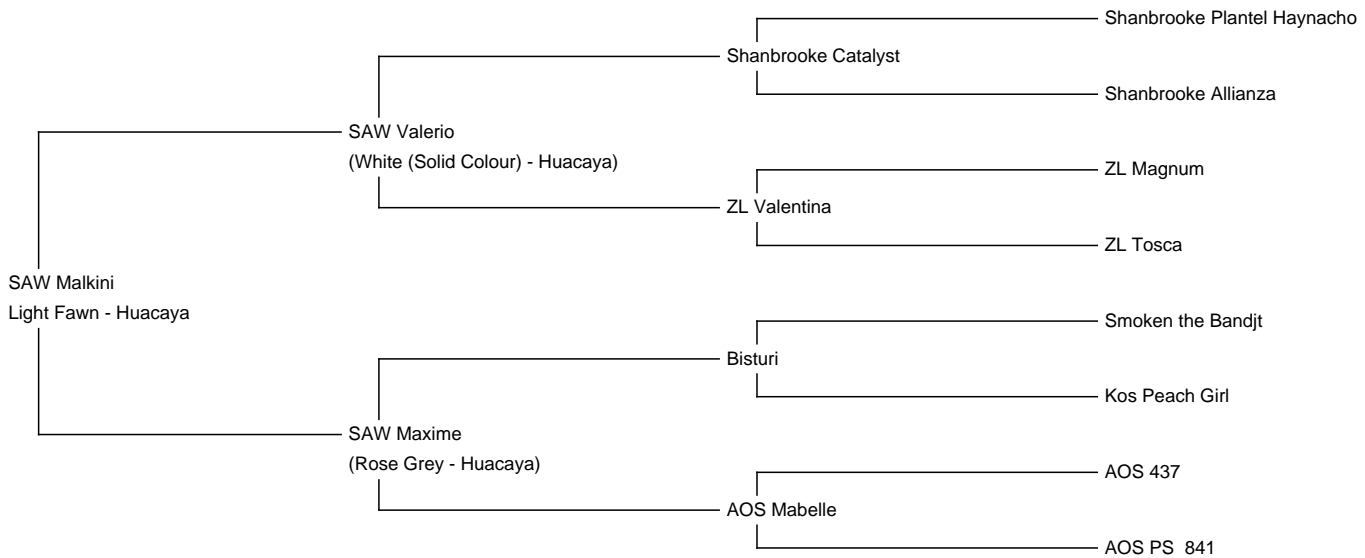 Shanbrooke Plantel Haynacho
Shanbrooke Catalyst
Shanbrooke Allianza
SAW Valerio
(White (Solid Colour) - Huacaya)
ZL Magnum
ZL Valentina
ZL Tosca
SAW Malkini
Light Fawn - Huacaya
Smoken the Bandjt
Bisturi
Kos Peach Girl
SAW Maxime
(Rose Grey - Huacaya)
AOS 437
AOS Mabelle
AOS PS 841